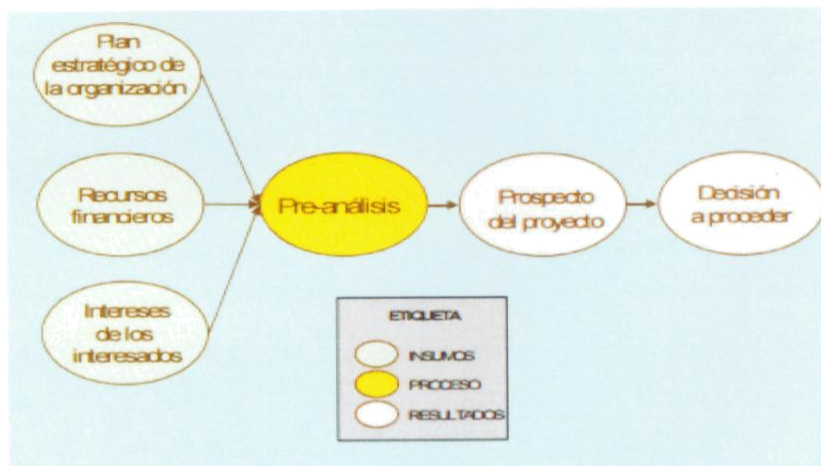 Plan
estratégico de
la organización
Recursos
financieros
Intereses
de los
interesados
Pre-análisis
Prospecto
del proyecto
Decisión
a proceder
ETIQUETA
INSUMOS
PROCESO
RESULTADOS